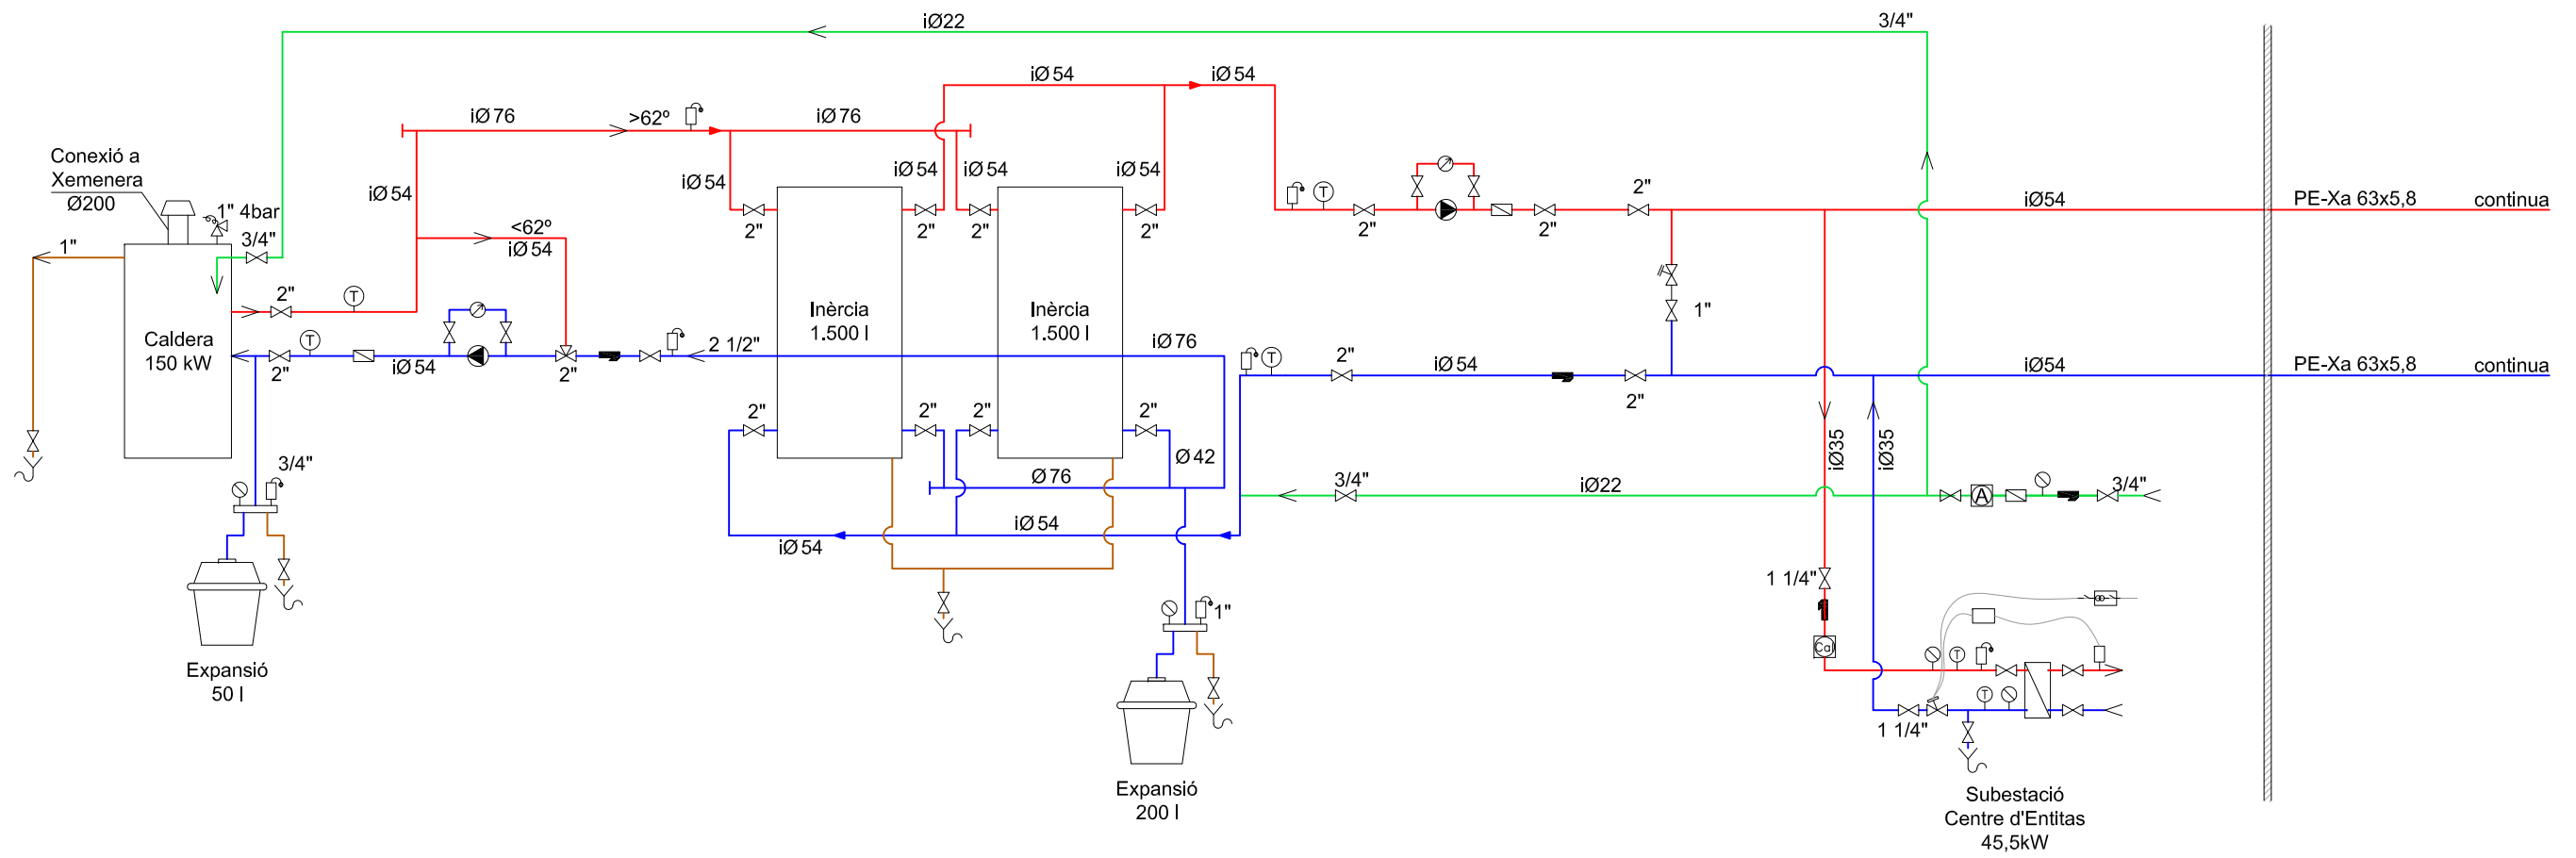 iØ22
3/4"
iØ 54
iØ 54
iØ 76
>62º
iØ 76
Conexió a
Xemenera
Ø200
iØ 54
iØ 54
iØ 54
iØ 54
iØ 54
1" 4bar
3/4"
1"
<62º
iØ 54
2"
2"
2"
2"
2"
2"
2"
iØ54
PE-Xa 63x5,8
continua
T
T
2"
Caldera
150 kW
T
2"
iØ 54
2"
2 1/2"
Inèrcia
1.500 l
Inèrcia
1.500 l
iØ 76
1"
T
2"
iØ 54
2"
iØ54
PE-Xa 63x5,8
continua
2"
2"
2"
2"
Ø 42
Ø 76
iØ 54
iØ 54
3/4"
3/4"
iØ22
iØ35
iØ35
A
3/4"
Expansió
50 l
1"
Expansió
200 l
1 1/4"
Cal
T
T
1 1/4"
Subestació
Centre d'Entitas
45,5kW